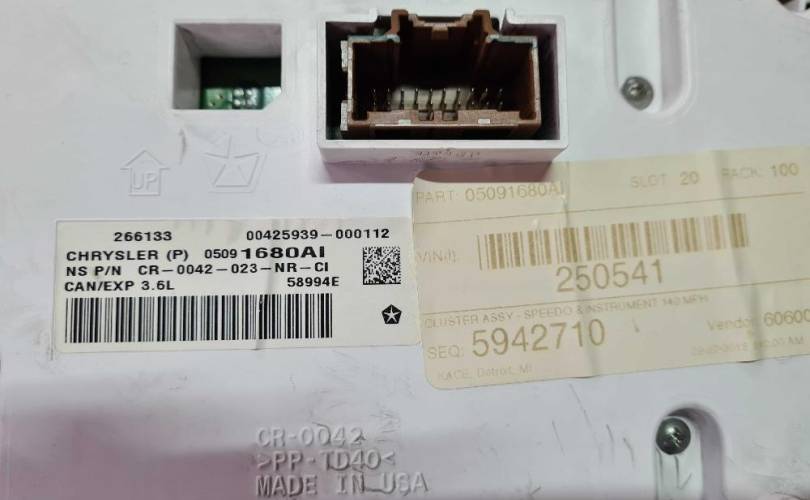 UP
266133 00425939-000112
CHRYSLER (P) 05091680AI
NS P/N CR-0042-023-NR-CI
CAN/EXP 3.6L 58994E
PART: 05091680AI SLOT: 20 RACK: 100
VIN(l):
250541
CLUSTER ASSY - SPEEDO & INSTRUMENT 140 MPH
SEQ: 5942710 Vendor: 60600
KACE, Detroit, MI
CR-0042
>PP-TD40<
MADE IN USA